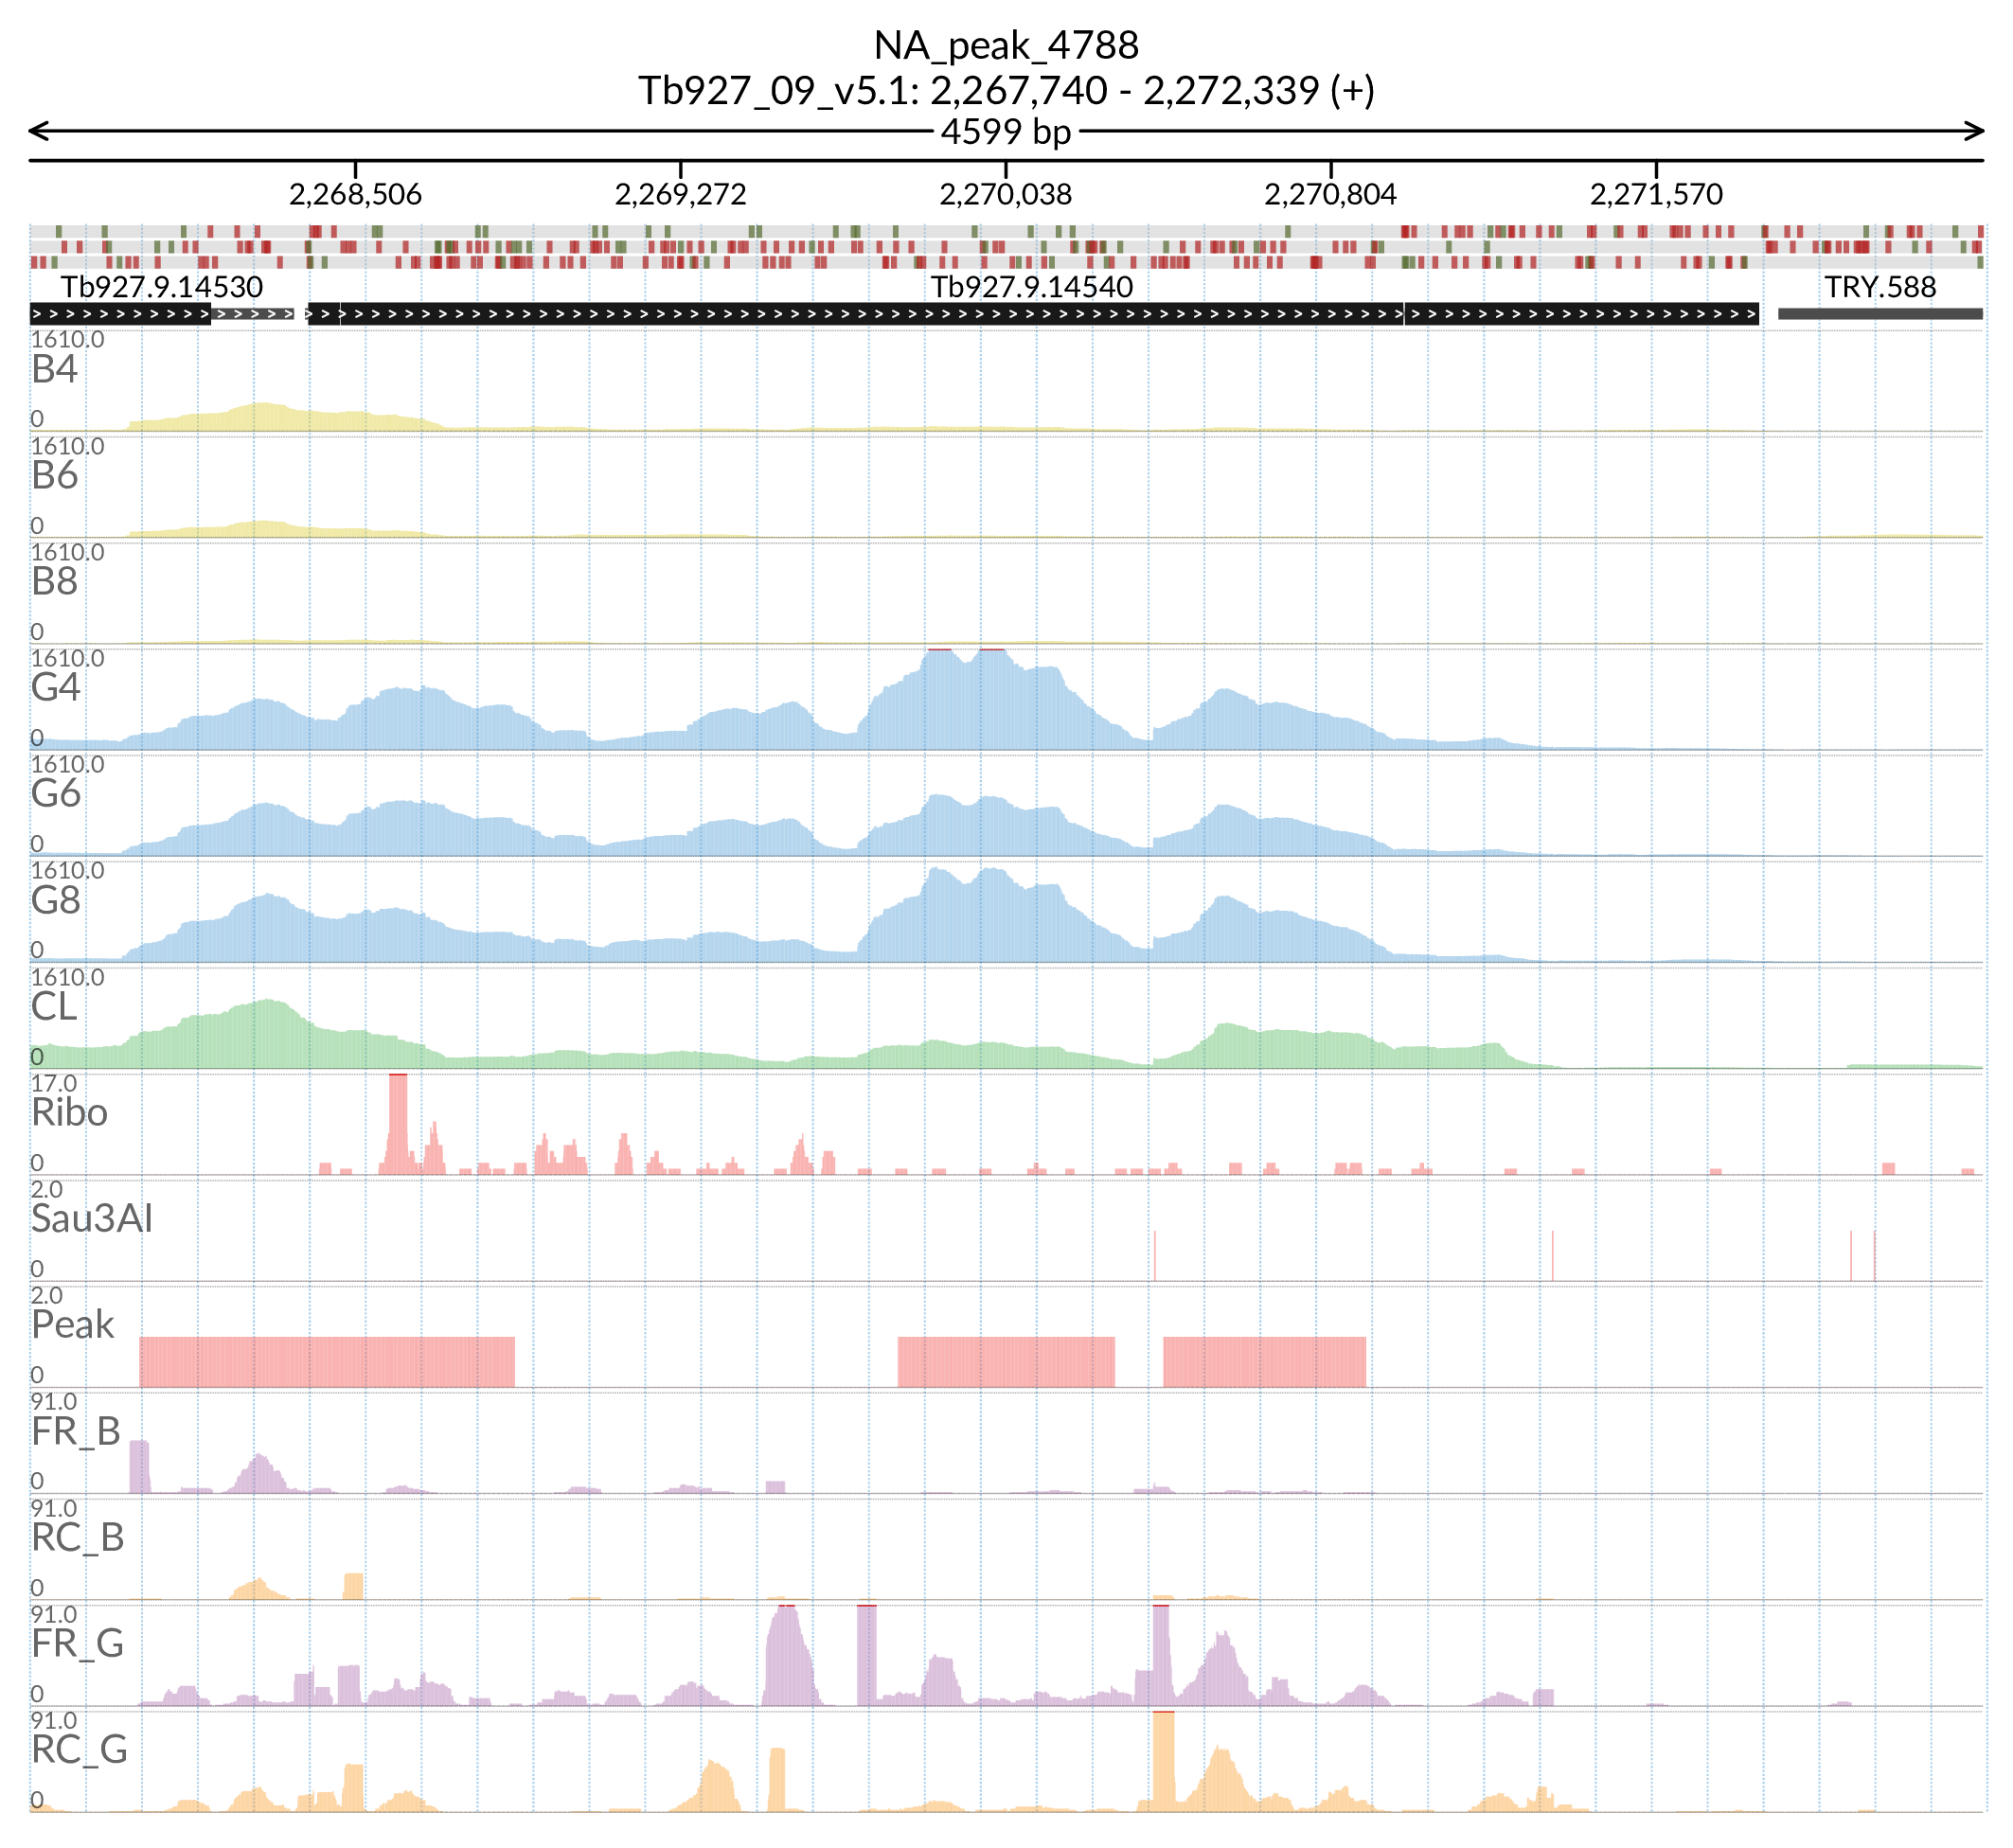 NA_peak_4788
Tb927_09_v5.1: 2,267,740 - 2,272,339 (+)
4599 bp
2,268,506 2,269,272 2,270,038 2,270,804 2,271,570
Tb927.9.14530 Tb927.9.14540 TRY.588
1610.0
B4
0
1610.0
B6
0
1610.0
B8
0
1610.0
G4
0
1610.0
G6
0
1610.0
G8
0
1610.0
CL
0
17.0
Ribo
0
2.0
Sau3AI
0
2.0
Peak
0
91.0
FR_B
0
91.0
RC_B
0
91.0
FR_G
0
91.0
RC_G
0